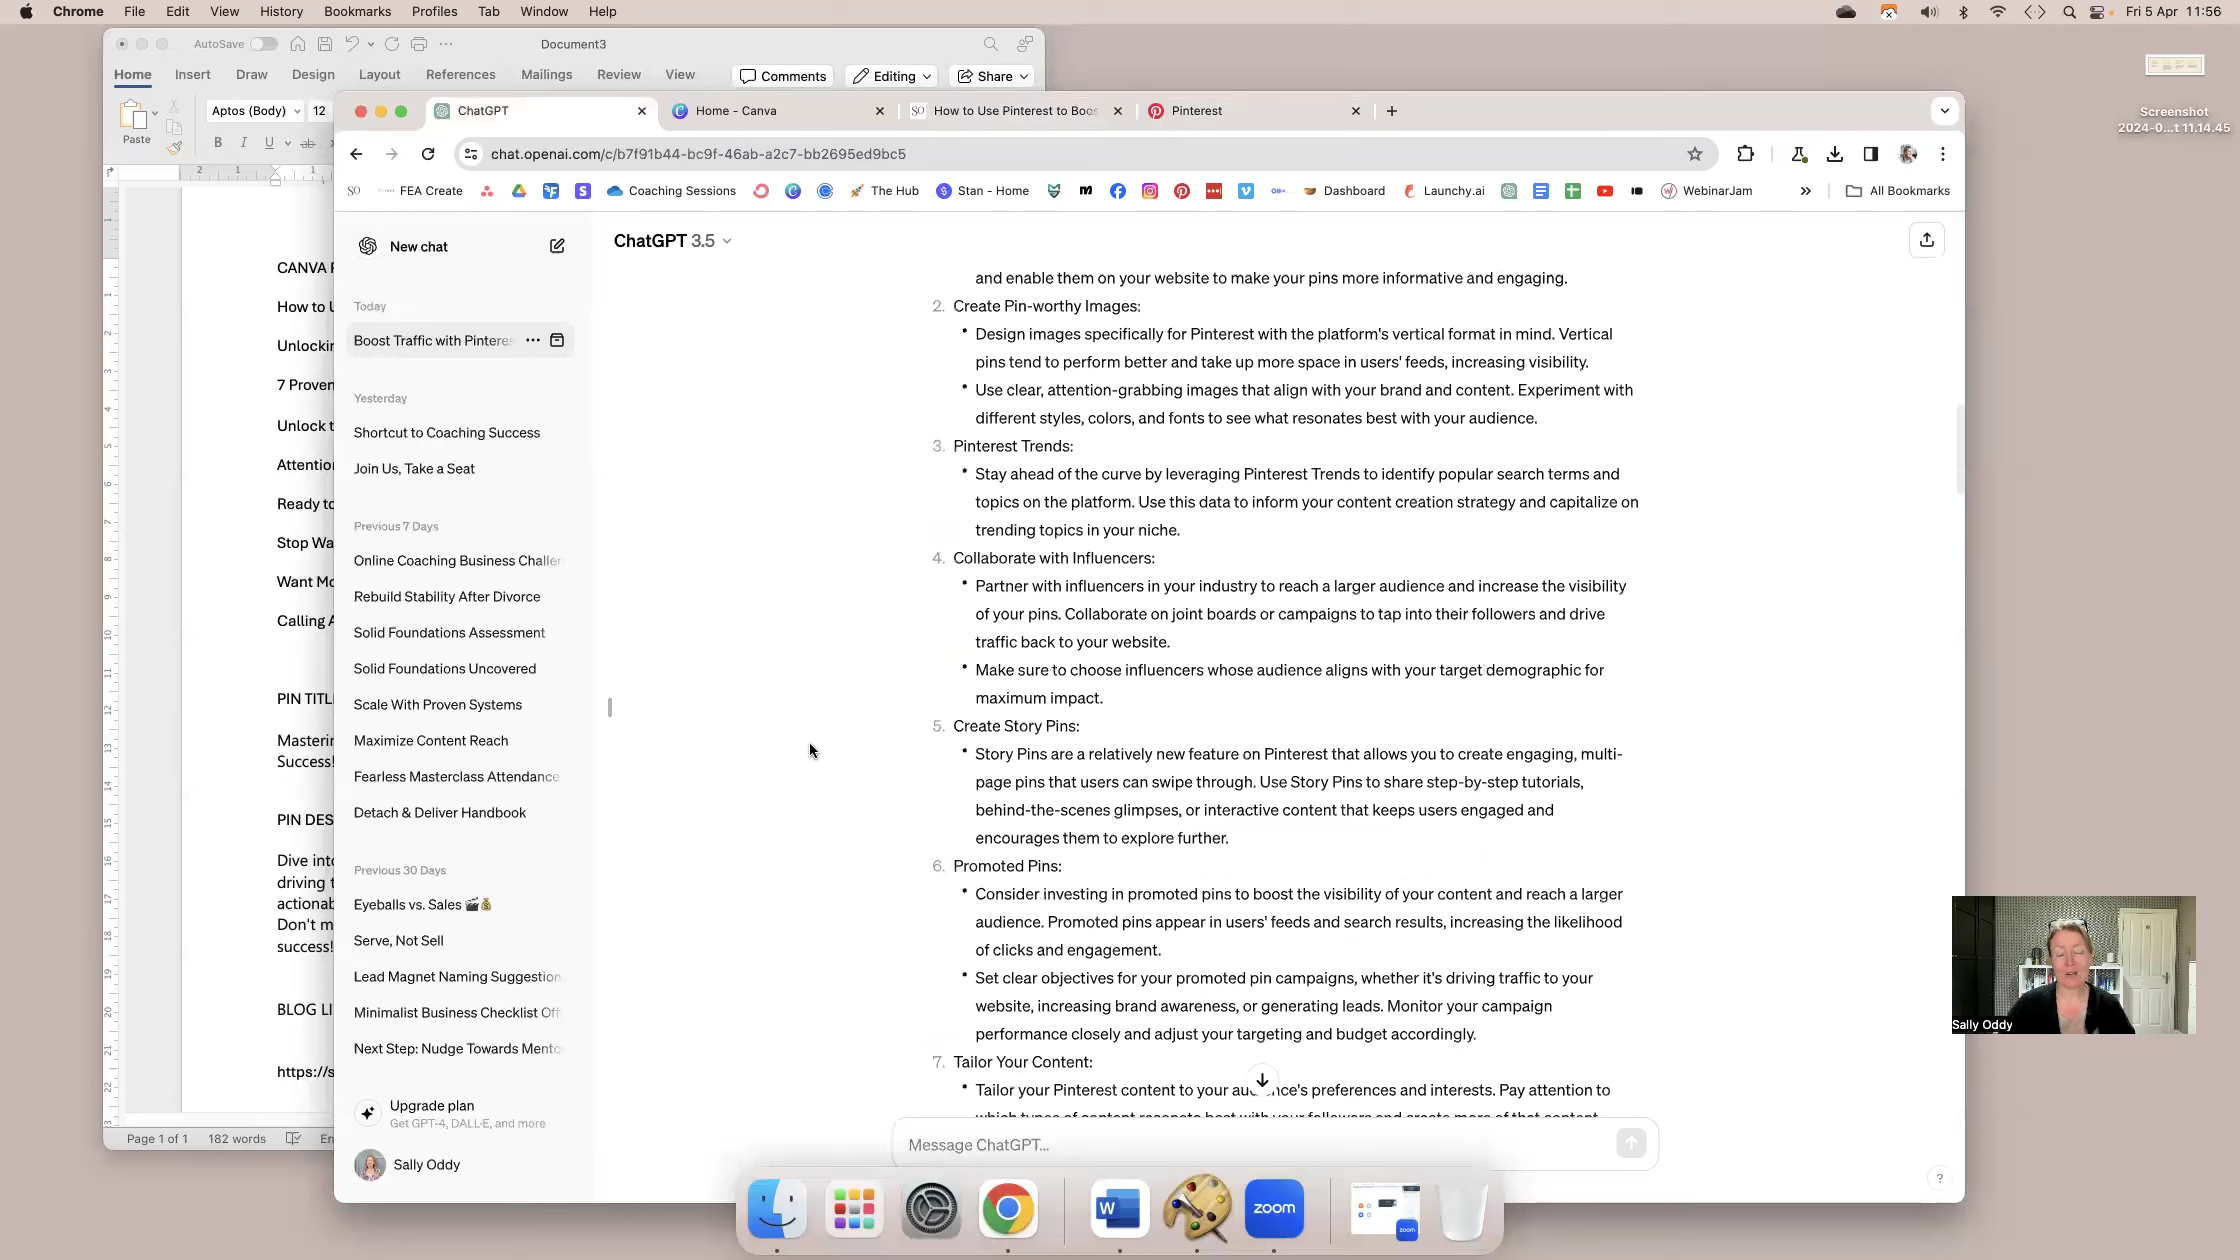 Chrome File Edit View History Bookmarks Profiles Tab Window Help
Fri 5 Apr 11:56
AutoSave Document3
Home Insert Draw Design Layout References Mailings Review View Comments Editing Share
Paste Aptos (Body) 12
B I U ab
ChatGPT Home - Canva How to Use Pinterest to Boos Pinterest
chat.openai.com/c/b7f91b44-bc9f-46ab-a2c7-bb2695ed9bc5
SO FEA Create Coaching Sessions The Hub Stan - Home Dashboard Launchy.ai WebinarJam » All Bookmarks
Screenshot
2024-0...t 11.14.45
CANVA
How to
Unlockin
7 Proven
Unlock t
Attention
Ready to
Stop Wa
Want Mo
Calling A
PIN TITL
Masterin
Success!
PIN DES
Dive into
driving t
actionab
Don't m
success!
BLOG LI
https://s
Page 1 of 1 182 words En
New chat
Today
Boost Traffic with Pinteres
Yesterday
Shortcut to Coaching Success
Join Us, Take a Seat
Previous 7 Days
Online Coaching Business Challen
Rebuild Stability After Divorce
Solid Foundations Assessment
Solid Foundations Uncovered
Scale With Proven Systems
Maximize Content Reach
Fearless Masterclass Attendance
Detach & Deliver Handbook
Previous 30 Days
Eyeballs vs. Sales 🎬💰
Serve, Not Sell
Lead Magnet Naming Suggestion
Minimalist Business Checklist Off
Next Step: Nudge Towards Mento
Upgrade plan
Get GPT-4, DALL·E, and more
Sally Oddy
ChatGPT 3.5
and enable them on your website to make your pins more informative and engaging.
2. Create Pin-worthy Images:
• Design images specifically for Pinterest with the platform's vertical format in mind. Vertical
pins tend to perform better and take up more space in users' feeds, increasing visibility.
• Use clear, attention-grabbing images that align with your brand and content. Experiment with
different styles, colors, and fonts to see what resonates best with your audience.
3. Pinterest Trends:
• Stay ahead of the curve by leveraging Pinterest Trends to identify popular search terms and
topics on the platform. Use this data to inform your content creation strategy and capitalize on
trending topics in your niche.
4. Collaborate with Influencers:
• Partner with influencers in your industry to reach a larger audience and increase the visibility
of your pins. Collaborate on joint boards or campaigns to tap into their followers and drive
traffic back to your website.
• Make sure to choose influencers whose audience aligns with your target demographic for
maximum impact.
5. Create Story Pins:
• Story Pins are a relatively new feature on Pinterest that allows you to create engaging, multi-
page pins that users can swipe through. Use Story Pins to share step-by-step tutorials,
behind-the-scenes glimpses, or interactive content that keeps users engaged and
encourages them to explore further.
6. Promoted Pins:
• Consider investing in promoted pins to boost the visibility of your content and reach a larger
audience. Promoted pins appear in users' feeds and search results, increasing the likelihood
of clicks and engagement.
• Set clear objectives for your promoted pin campaigns, whether it's driving traffic to your
website, increasing brand awareness, or generating leads. Monitor your campaign
performance closely and adjust your targeting and budget accordingly.
7. Tailor Your Content:
• Tailor your Pinterest content to your audience's preferences and interests. Pay attention to
which types of content resonate best with your followers and create more of that content
Message ChatGPT...
?
Sally Oddy
W zoom
zoom